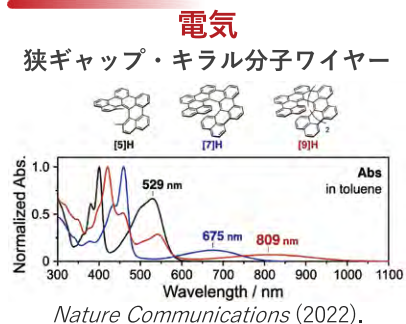 電気
狭ギャップ・キラル分子ワイヤー
2
[5]H [7]H [9]H
Normalized Abs.
1.0
0.5
0
Abs
in toluene
529 nm
675 nm
809 nm
300 400 500 600 700 800 900 1000 1100
Wavelength / nm
Nature Communications (2022).